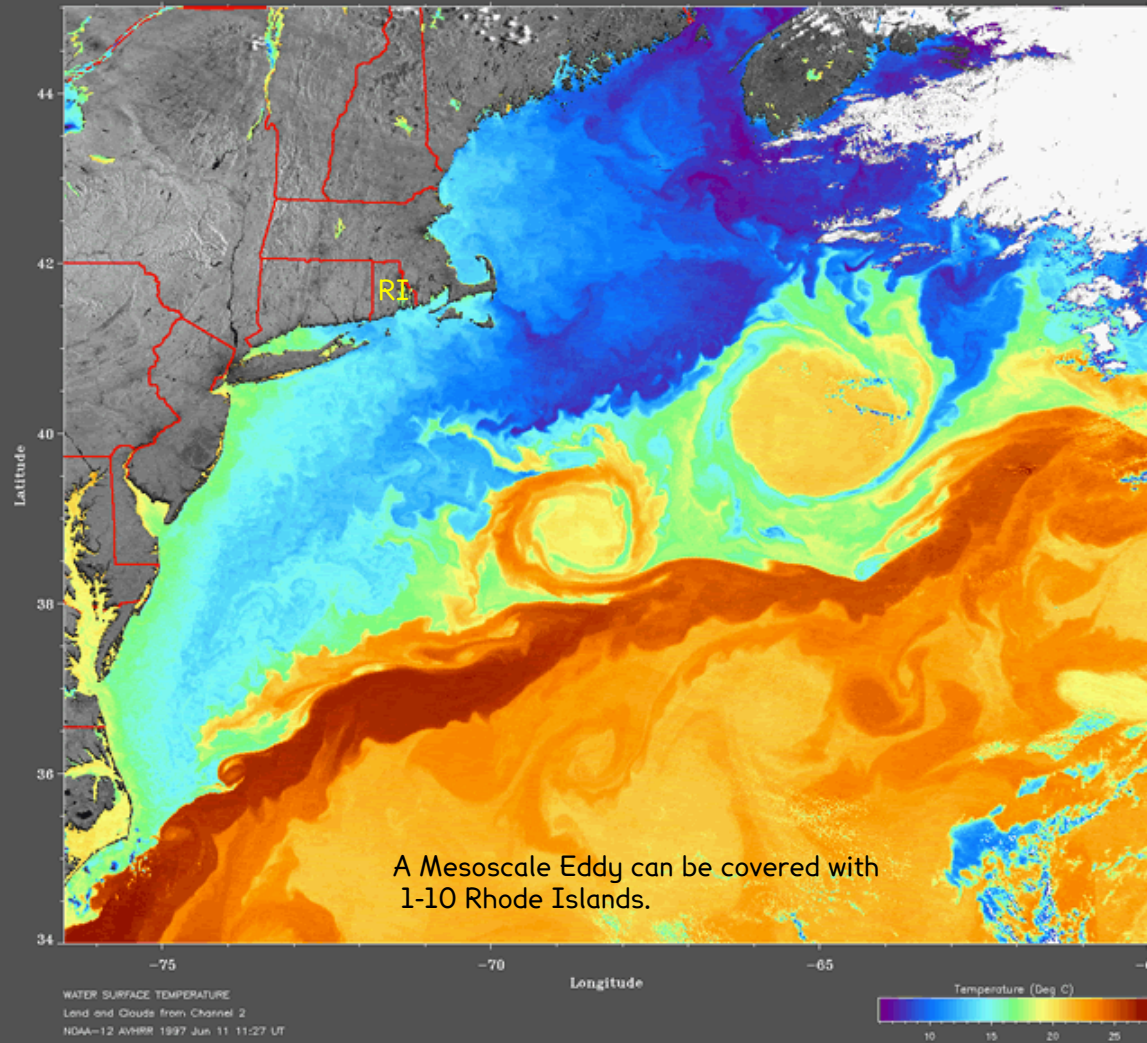 44
42
RI
40
Latitude
38
36
A Mesoscale Eddy can be covered with
1-10 Rhode Islands.
34
-75
-70
-65
Longitude
WATER SURFACE TEMPERATURE
Land and Clouds from Channel 2
NOAA-12 AVHRR 1997 Jun 11 11:27 UT
Temperature (Deg C)
10
15
20
25